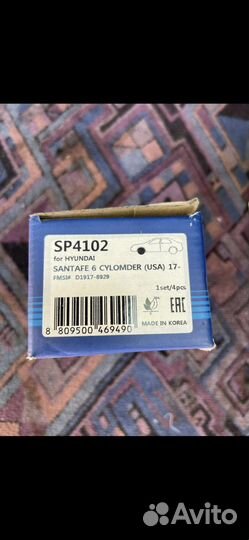 SP4102
for HYUNDAI
SANTAFE 6 CYLOMDER (USA) 17-
FMSI# D1917-8929
1set/4pcs
8 809500 469490
EAC
MADE IN KOREA
Avito